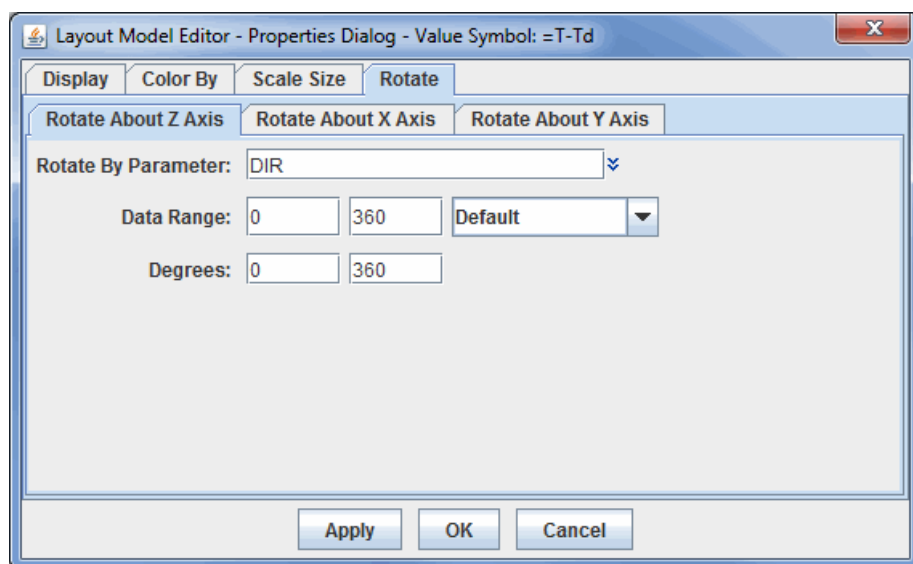 Layout Model Editor - Properties Dialog - Value Symbol: =T-Td
Display Color By Scale Size Rotate
Rotate About Z Axis Rotate About X Axis Rotate About Y Axis
Rotate By Parameter: DIR
Data Range: 0 360 Default
Degrees: 0 360
Apply OK Cancel